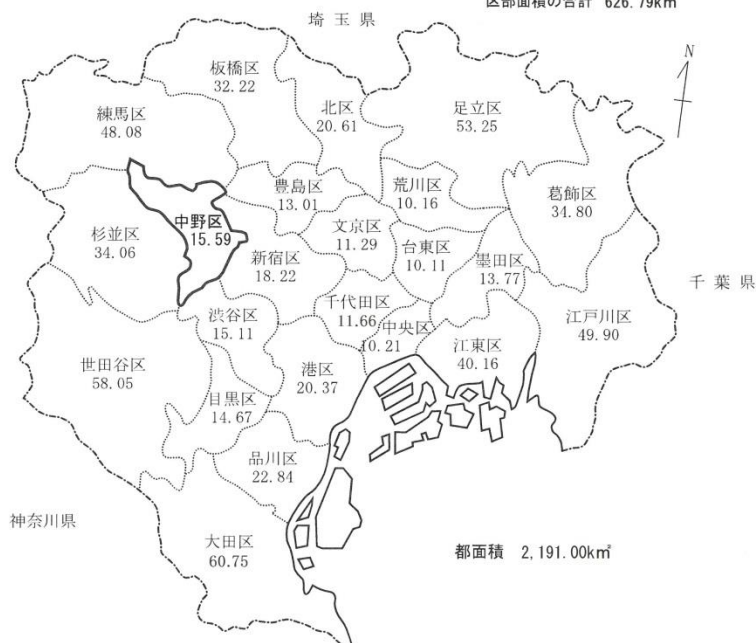 区部面積の合計 626.79km
埼玉県
N
板橋区
32.22
北区
20.61
足立区
53.25
練馬区
48.08
豊島区
13.01
荒川区
10.16
葛飾区
34.80
中野区
15.59
文京区
11.29
杉並区
34.06
台東区
10.11
新宿区
18.22
墨田区
13.77
千葉県
千代田区
11.66
江戸川区
49.90
渋谷区
15.11
中央区
10.21
江東区
40.16
世田谷区
58.05
港区
20.37
目黒区
14.67
品川区
22.84
神奈川県
大田区
60.75
都面積 2,191.00k㎡